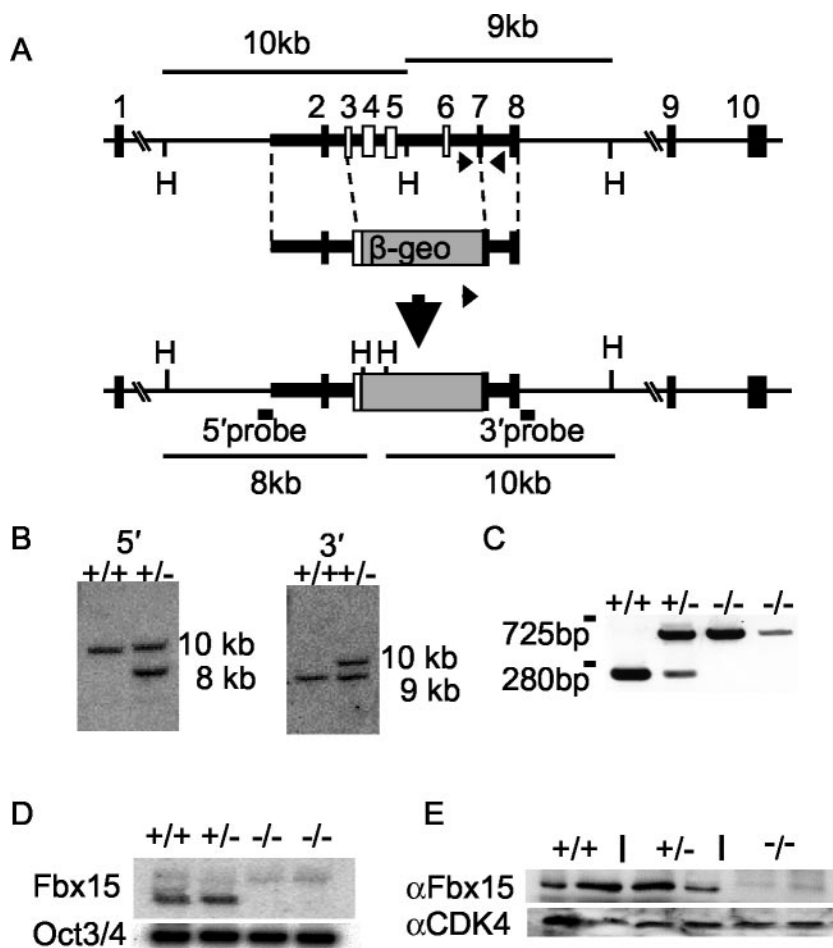 A
10kb
9kb
1 2 3 4 5 6 7 8 9 10
H H H
β-geo
H H H H
5′probe 3′probe
8kb 10kb
B
5′ 3′
+/+ +/- +/+ +/-
10 kb
8 kb
10 kb
9 kb
C
+/+ +/- -/- -/-
725bp
280bp
D
+/+ +/- -/- -/-
Fbx15
Oct3/4
E
+/+ | +/- | -/-
αFbx15
αCDK4